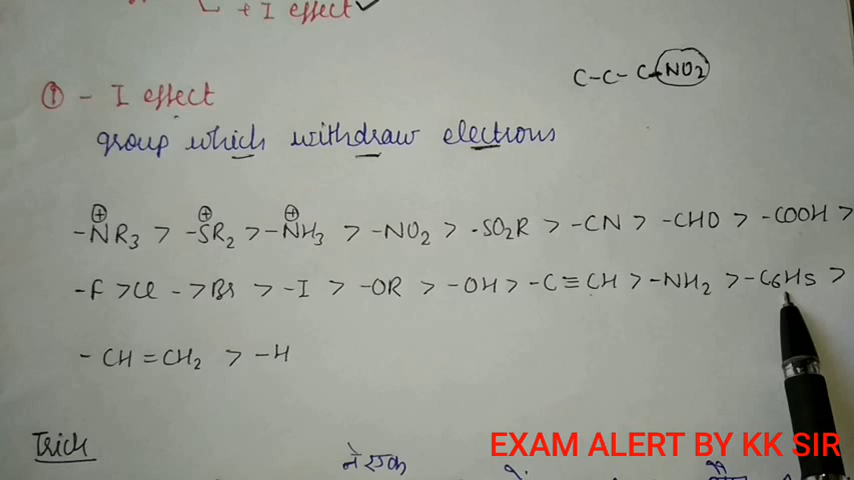 + I effect
① - I effect
C-C-C-NO2
group which withdraw electrons
-N⊕R3 > -S⊕R2 > -N⊕H3 > -NO2 > -SO2R > -CN > -CHO > -COOH >
-F > Cl -> Br > -I > -OR > -OH > -C≡CH > -NH2 > -C6H5 >
- CH=CH2 > -H
Trick
EXAM ALERT BY KK SIR